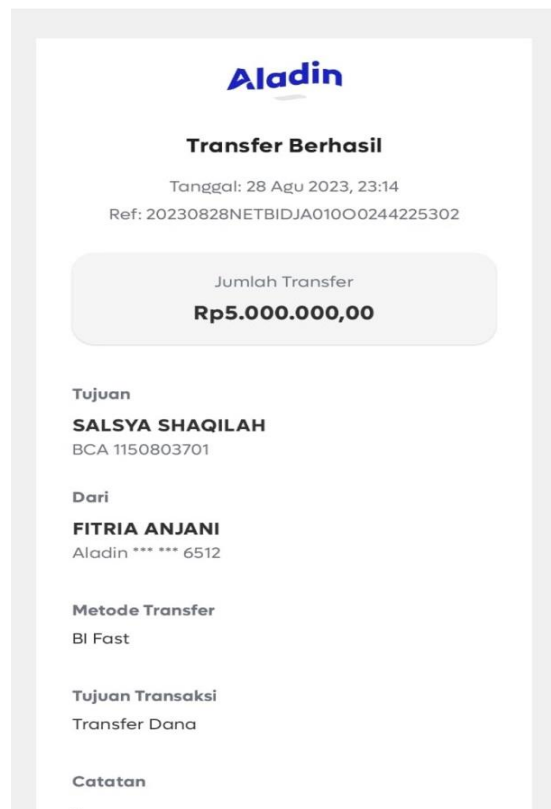 Aladin
Transfer Berhasil
Tanggal: 28 Agu 2023, 23:14
Ref: 20230828NETBIDJA010O0244225302
Jumlah Transfer
Rp5.000.000,00
Tujuan
SALSYA SHAQILAH
BCA 1150803701
Dari
FITRIA ANJANI
Aladin *** *** 6512
Metode Transfer
BI Fast
Tujuan Transaksi
Transfer Dana
Catatan